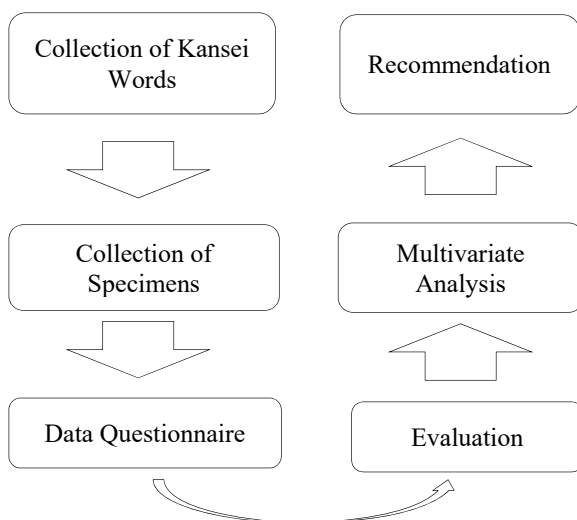 Collection of Kansei
Words
Collection of
Specimens
Data Questionnaire
Evaluation
Multivariate
Analysis
Recommendation